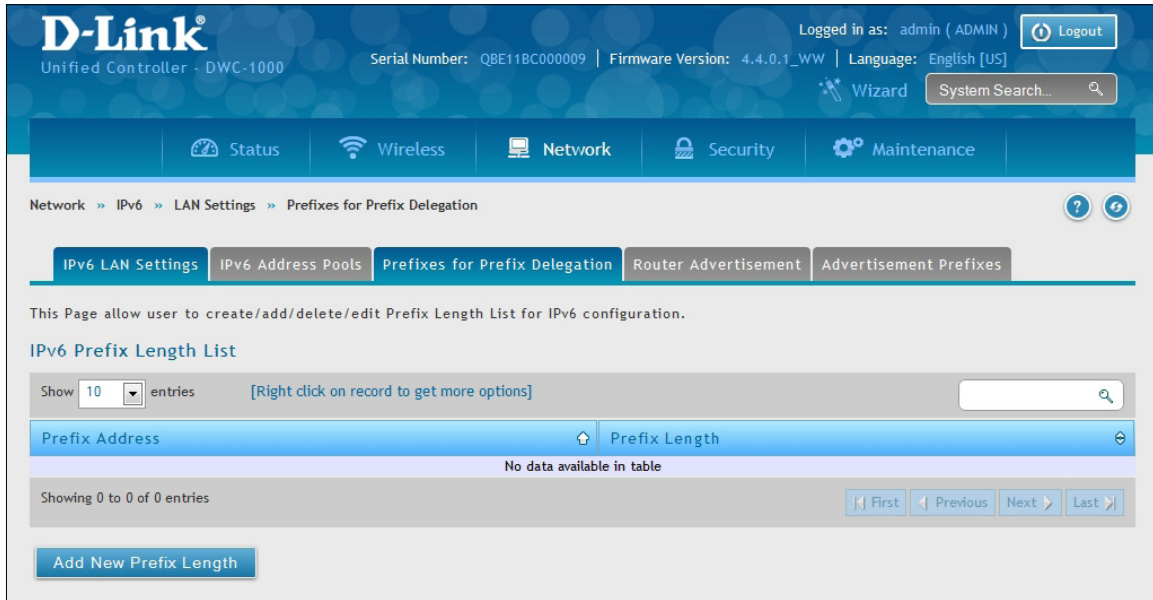 D-Link®
Unified Controller - DWC-1000
Logged in as: admin ( ADMIN )
Logout
Serial Number: QBE11BC000009 | Firmware Version: 4.4.0.1_WW | Language: English [US]
Wizard
System Search...
Status
Wireless
Network
Security
Maintenance
Network » IPv6 » LAN Settings » Prefixes for Prefix Delegation
?
IPv6 LAN Settings
IPv6 Address Pools
Prefixes for Prefix Delegation
Router Advertisement
Advertisement Prefixes
This Page allow user to create/add/delete/edit Prefix Length List for IPv6 configuration.
IPv6 Prefix Length List
Show 10 entries
[Right click on record to get more options]
Prefix Address
Prefix Length
No data available in table
Showing 0 to 0 of 0 entries
First
Previous
Next
Last
Add New Prefix Length